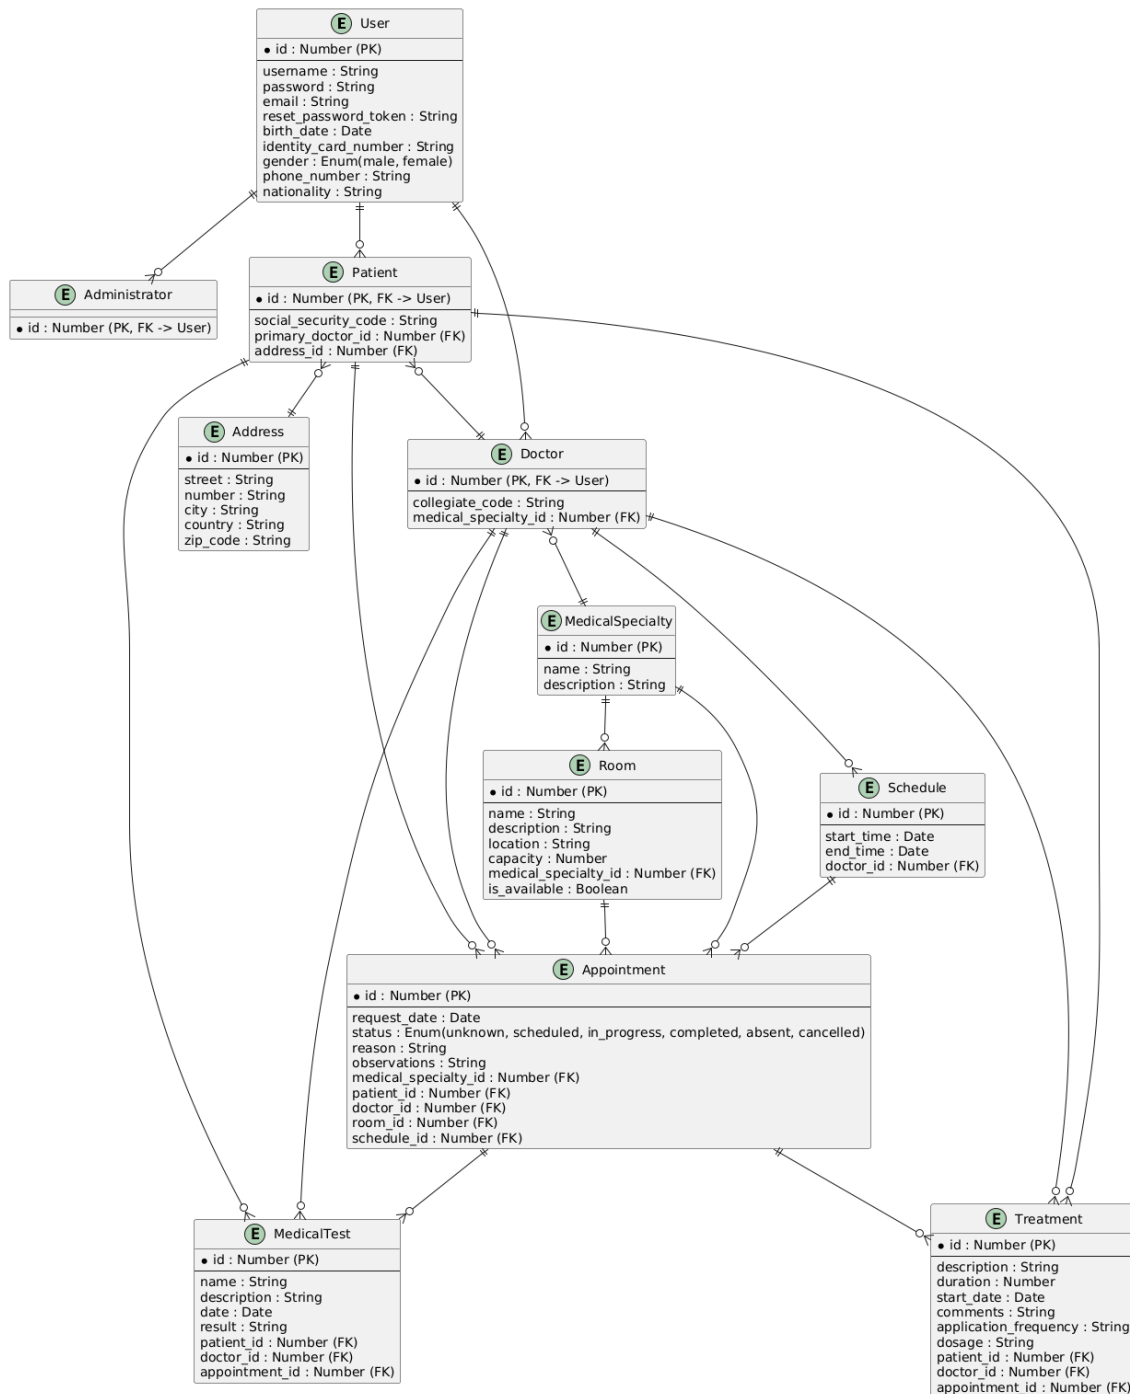 E User
* id : Number (PK)
username : String
password : String
email : String
reset_password_token : String
birth_date : Date
identity_card_number : String
gender : Enum(male, female)
phone_number : String
nationality : String
E Administrator
* id : Number (PK, FK -> User)
E Patient
* id : Number (PK, FK -> User)
social_security_code : String
primary_doctor_id : Number (FK)
address_id : Number (FK)
E Address
* id : Number (PK)
street : String
number : String
city : String
country : String
zip_code : String
E Doctor
* id : Number (PK, FK -> User)
collegiate_code : String
medical_specialty_id : Number (FK)
E MedicalSpecialty
* id : Number (PK)
name : String
description : String
E Room
* id : Number (PK)
name : String
description : String
location : String
capacity : Number
medical_specialty_id : Number (FK)
is_available : Boolean
E Schedule
* id : Number (PK)
start_time : Date
end_time : Date
doctor_id : Number (FK)
E Appointment
* id : Number (PK)
request_date : Date
status : Enum(unknown, scheduled, in_progress, completed, absent, cancelled)
reason : String
observations : String
medical_specialty_id : Number (FK)
patient_id : Number (FK)
doctor_id : Number (FK)
room_id : Number (FK)
schedule_id : Number (FK)
E MedicalTest
* id : Number (PK)
name : String
description : String
date : Date
result : String
patient_id : Number (FK)
doctor_id : Number (FK)
appointment_id : Number (FK)
E Treatment
* id : Number (PK)
description : String
duration : Number
start_date : Date
comments : String
application_frequency : String
dosage : String
patient_id : Number (FK)
doctor_id : Number (FK)
appointment_id : Number (FK)